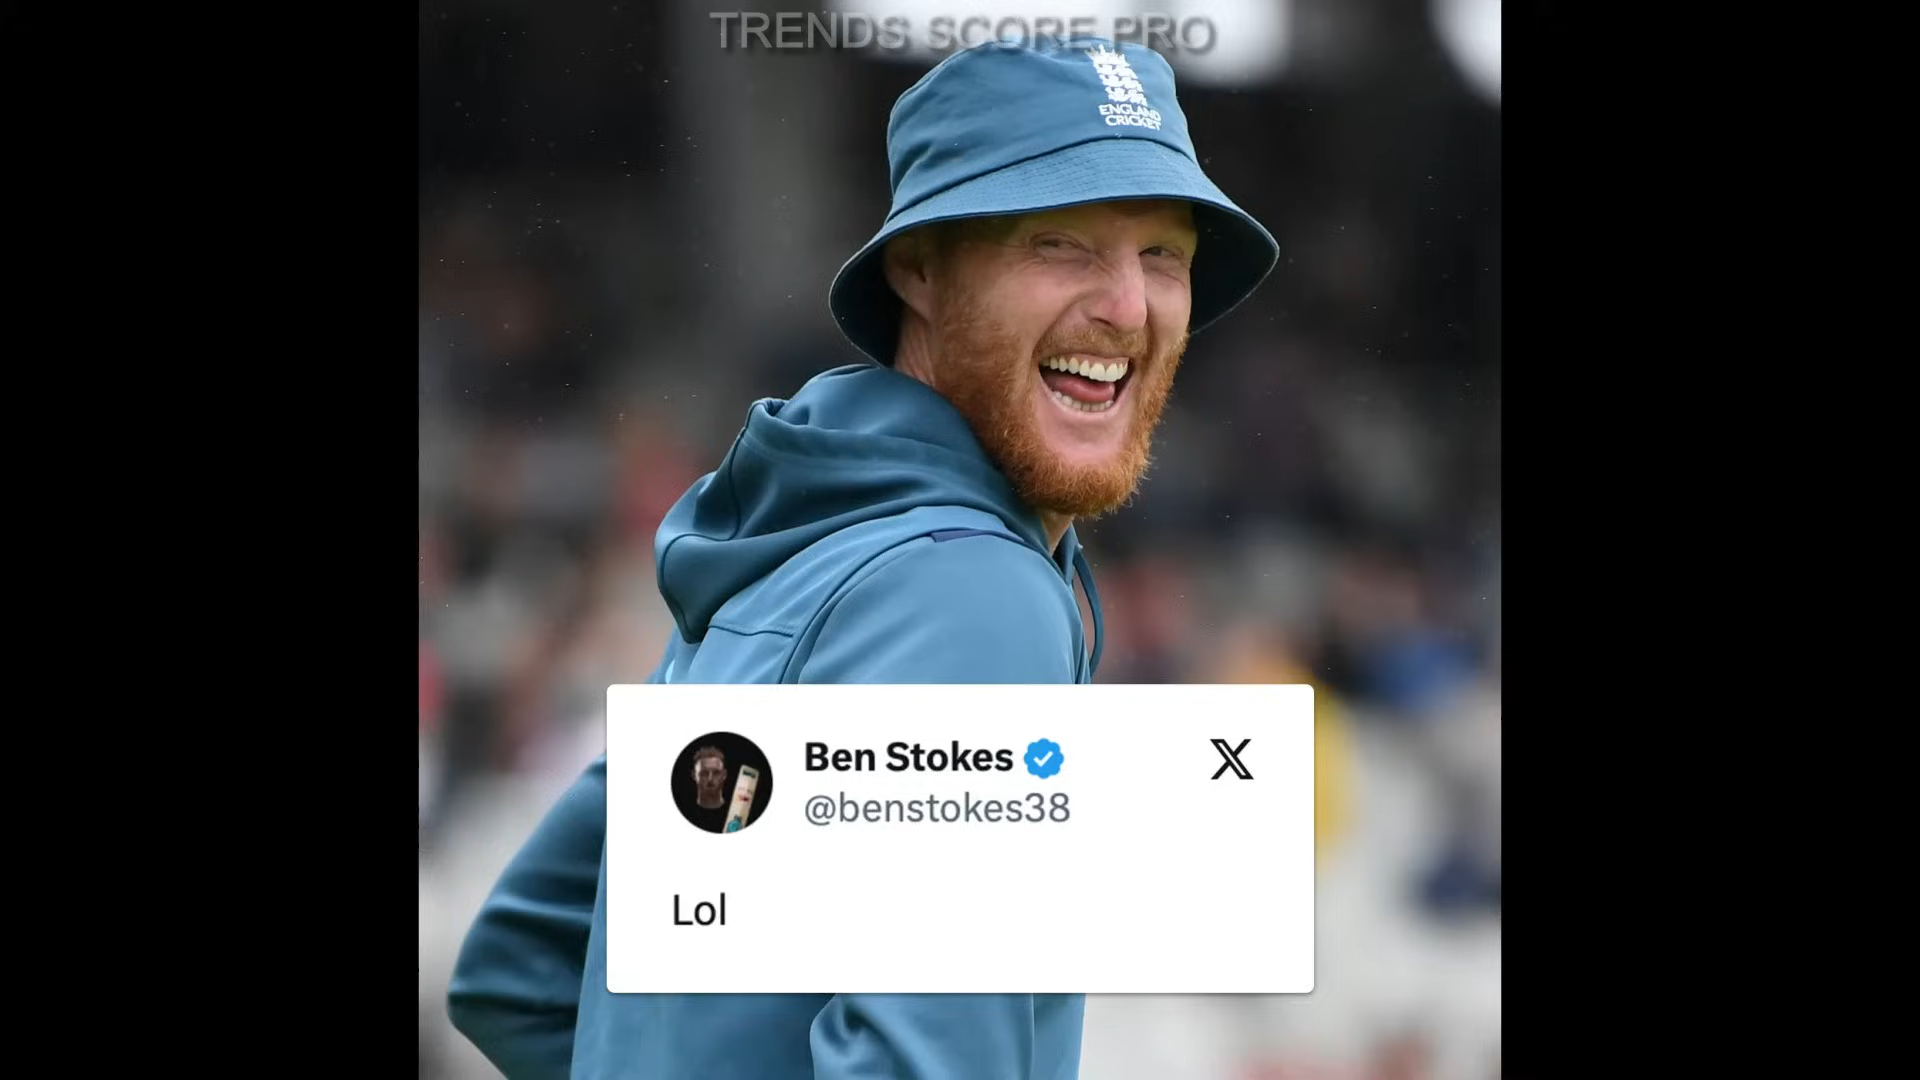 TRENDS SCORE PRO
ENGLAND
CRICKET
Ben Stokes
@benstokes38
Lol